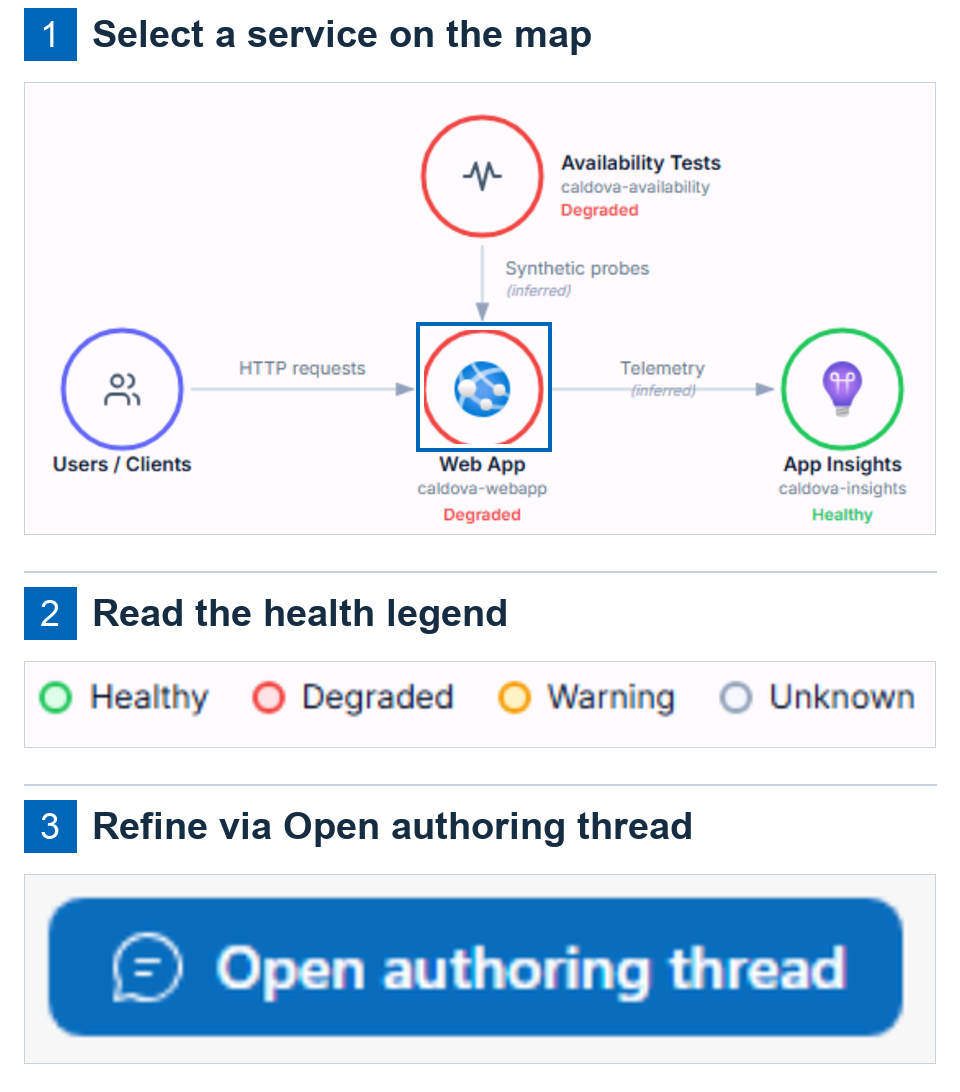 1 Select a service on the map
Availability Tests
caldova-availability
Degraded
Synthetic probes
(inferred)
HTTP requests
Telemetry
(inferred)
Users / Clients
Web App
caldova-webapp
Degraded
App Insights
caldova-insights
Healthy
2 Read the health legend
Healthy Degraded Warning Unknown
3 Refine via Open authoring thread
Open authoring thread